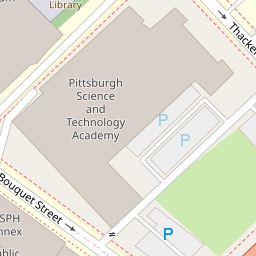 Library
Thacke
Pittsburgh
Science
and
Technology
Academy
P
P
Bouquet Street
SPH
nnex
P
ublic